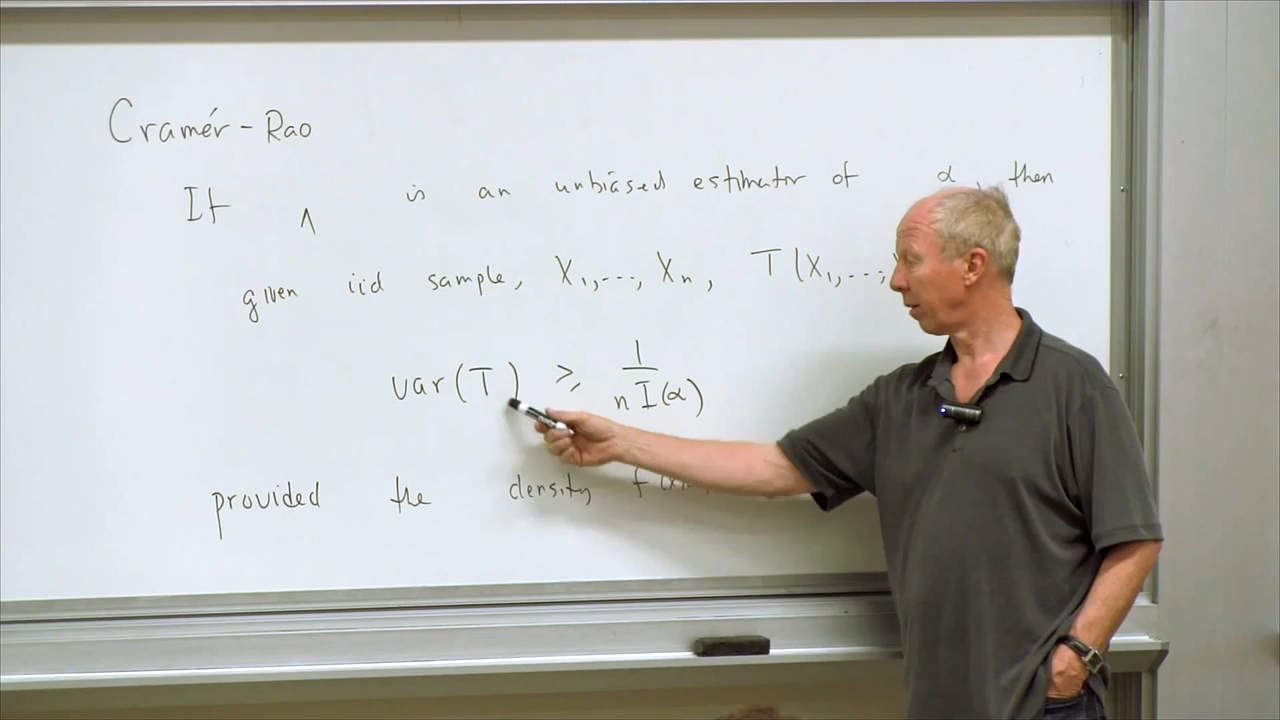 Cramér - Rao
If ^ is an unbiased estimator of α, then
given iid sample, X₁,..., Xₙ, T(X₁,...,
var(T) ≥ 1/(n I(α))
provided the density f(x